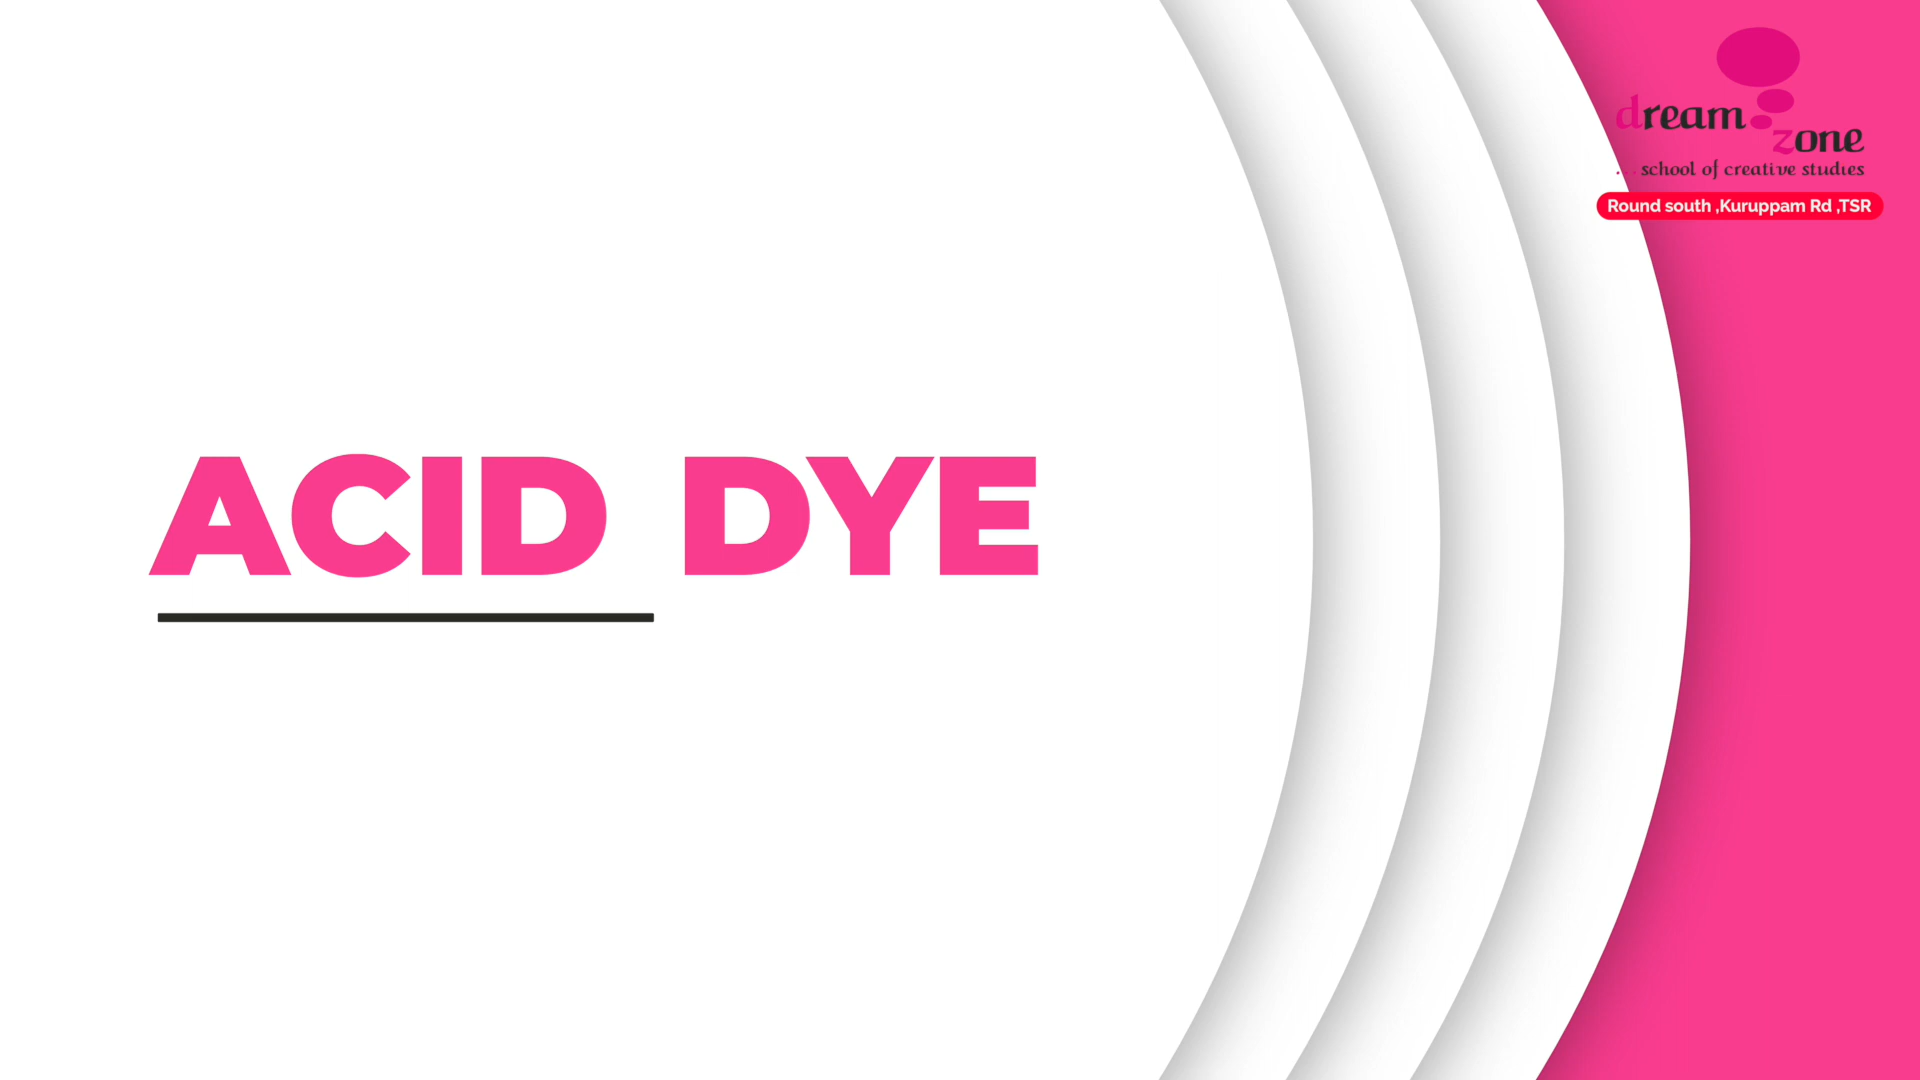 dream
zone
...school of creative studies
Round south ,Kuruppam Rd ,TSR
ACID DYE